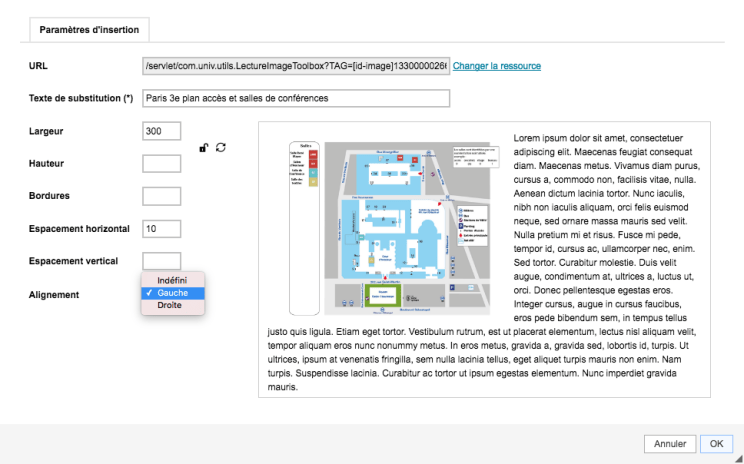 Paramètres d'insertion
URL
/servlet/com.univ.utils.LectureImageToolbox?TAG=[id-image]1330000026
Changer la ressource
Texte de substitution (*)
Paris 3e plan accès et salles de conférences
Largeur
300
Hauteur
Bordures
Espacement horizontal
10
Espacement vertical
Alignement
Indéfini
✓ Gauche
Droite
Lorem ipsum dolor sit amet, consectetuer
adipiscing elit. Maecenas feugiat consequat
diam. Maecenas metus. Vivamus diam purus,
cursus a, commodo non, facilisis vitae, nulla.
Aenean dictum lacinia tortor. Nunc iaculis,
nibh non iaculis aliquam, orci felis euismod
neque, sed ornare massa mauris sed velit.
Nulla pretium mi et risus. Fusce mi pede,
tempor id, cursus ac, ullamcorper nec, enim.
Sed tortor. Curabitur molestie. Duis velit
augue, condimentum at, ultrices a, luctus ut,
orci. Donec pellentesque egestas eros.
Integer cursus, augue in cursus faucibus,
eros pede bibendum sem, in tempus tellus
justo quis ligula. Etiam eget tortor. Vestibulum rutrum, est ut placerat elementum, lectus nisl aliquam velit,
tempor aliquam eros nunc nonummy metus. In eros metus, gravida a, gravida sed, lobortis id, turpis. Ut
ultrices, ipsum at venenatis fringilla, sem nulla lacinia tellus, eget aliquet turpis mauris non enim. Nam
turpis. Suspendisse lacinia. Curabitur ac tortor ut ipsum egestas elementum. Nunc imperdiet gravida
mauris.
Annuler
OK